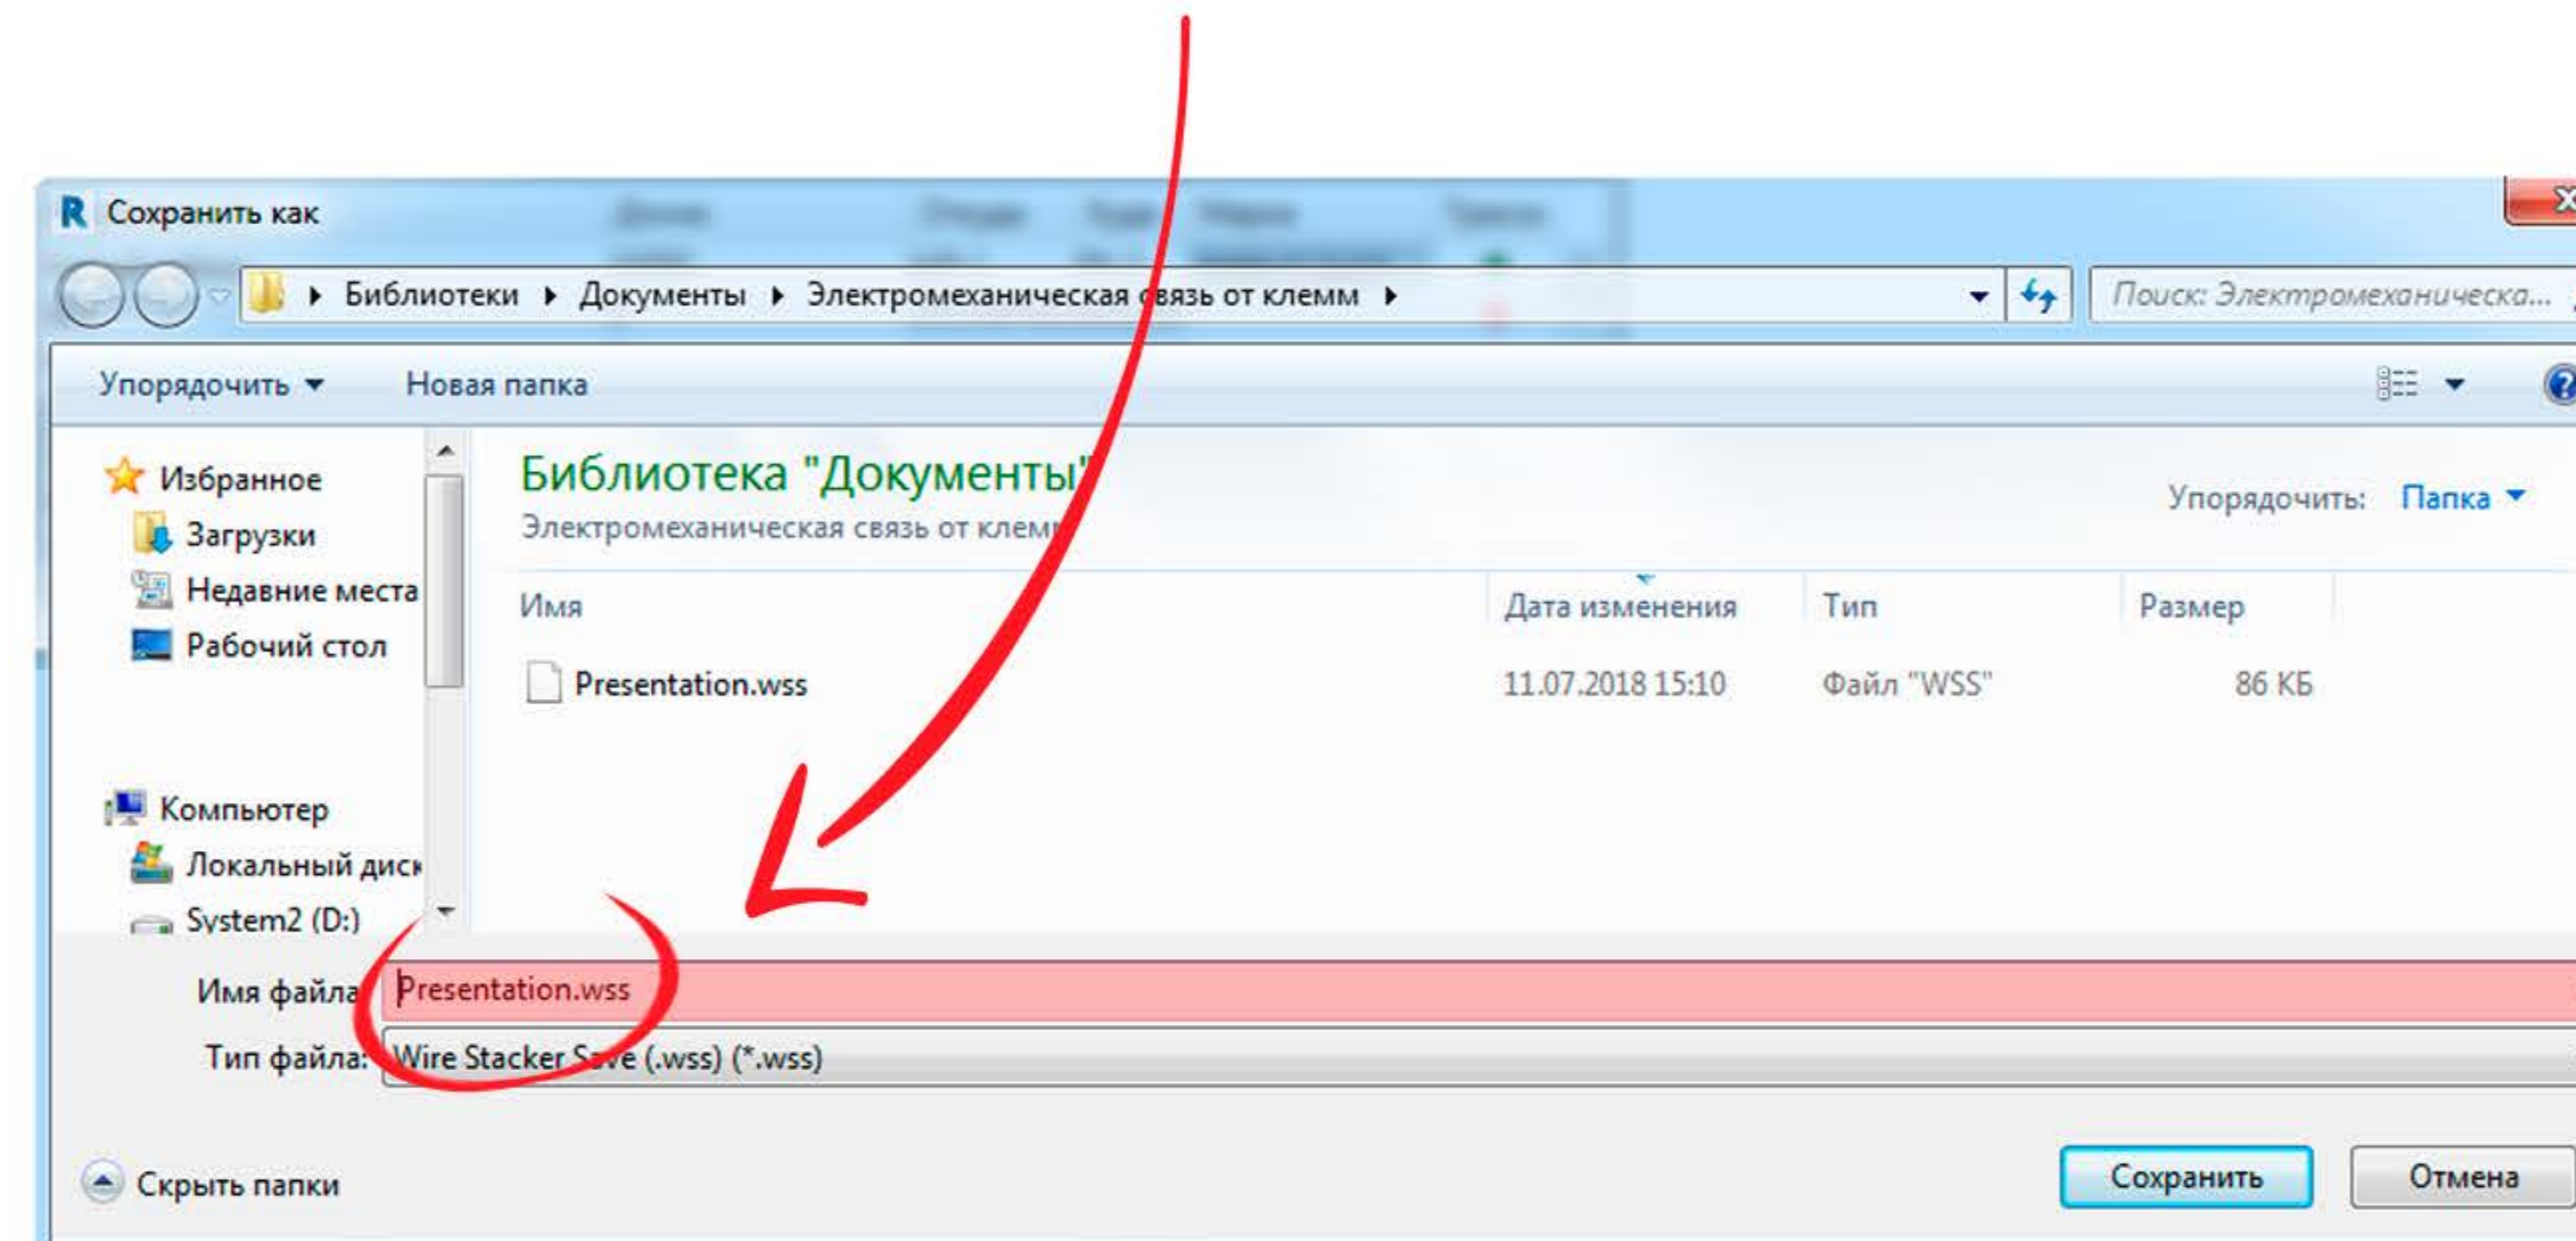 R Сохранить как
Библиотеки Документы Электромеханическая связь от клемм
Поиск: Электромеханическа...
Упорядочить Новая папка
Избранное
Загрузки
Недавние места
Рабочий стол
Компьютер
Локальный диск
System2 (D:)
Библиотека "Документы"
Электромеханическая связь от клемм
Упорядочить: Папка
Имя Дата изменения Тип Размер
Presentation.wss 11.07.2018 15:10 Файл "WSS" 86 КБ
Имя файла Presentation.wss
Тип файла: Wire Stacker Save (.wss) (*.wss)
Скрыть папки
Сохранить Отмена